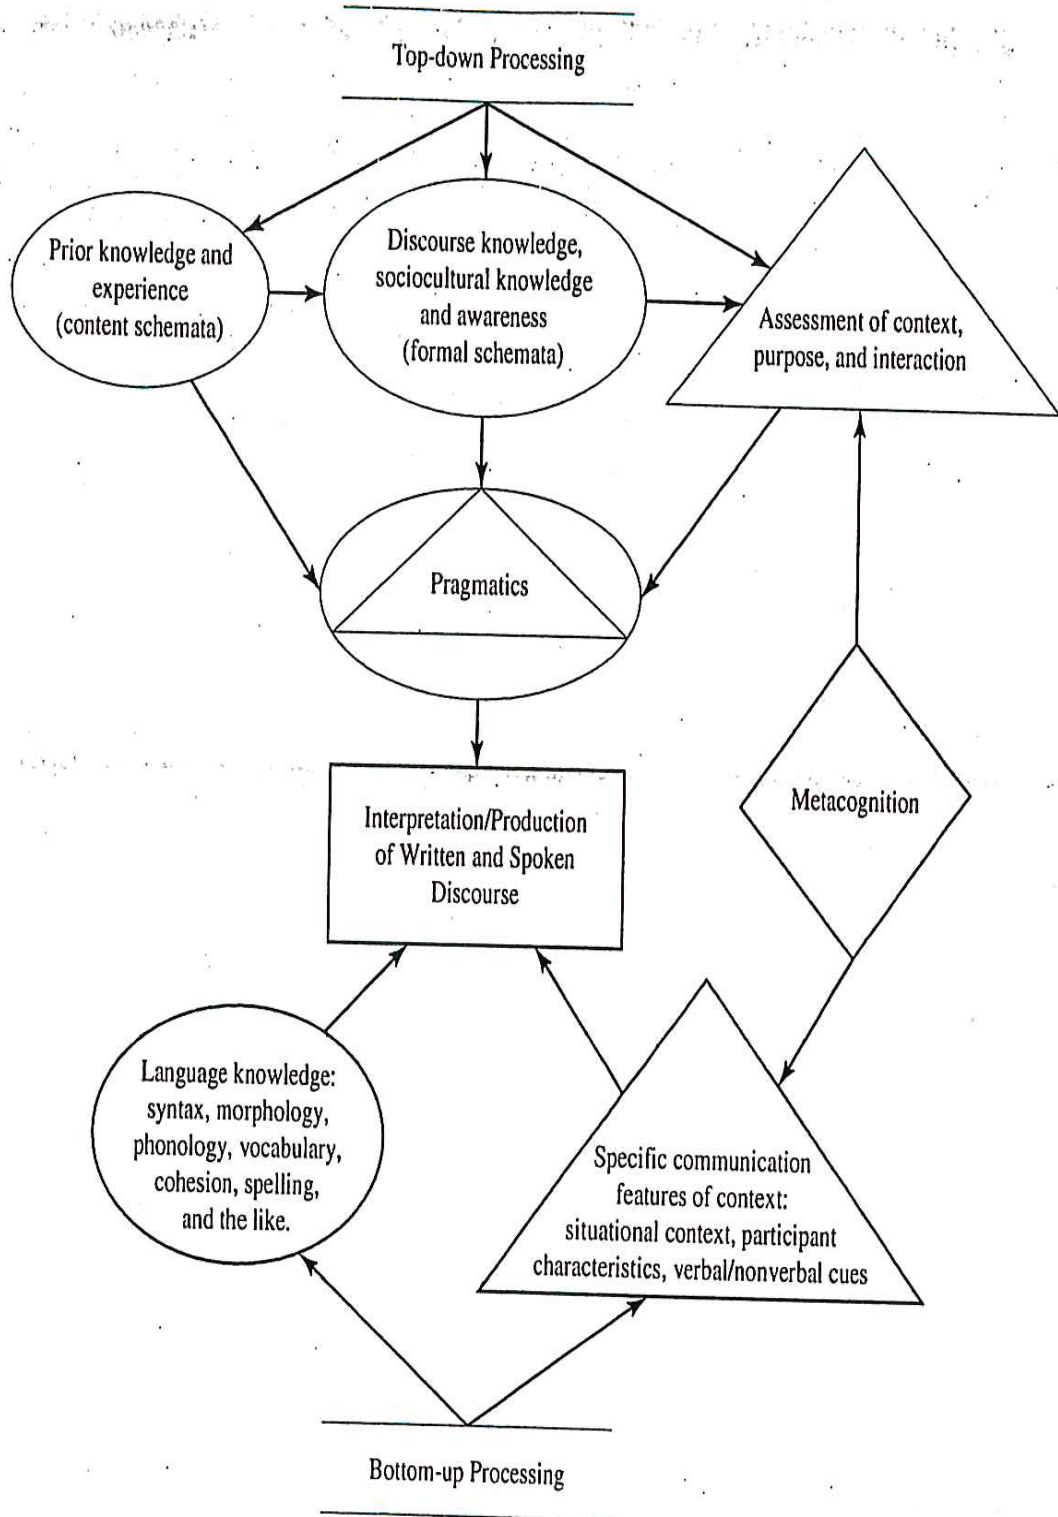 Top-down Processing
Prior knowledge and
experience
(content schemata)
Discourse knowledge,
sociocultural knowledge
and awareness
(formal schemata)
Assessment of context,
purpose, and interaction
Pragmatics
Interpretation/Production
of Written and Spoken
Discourse
Metacognition
Language knowledge:
syntax, morphology,
phonology, vocabulary,
cohesion, spelling,
and the like.
Specific communication
features of context:
situational context, participant
characteristics, verbal/nonverbal cues
Bottom-up Processing